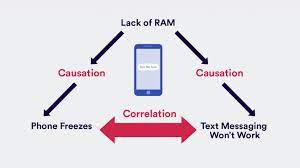 Lack of RAM
Causation
Causation
Correlation
Phone Freezes
Text Messaging
Won't Work